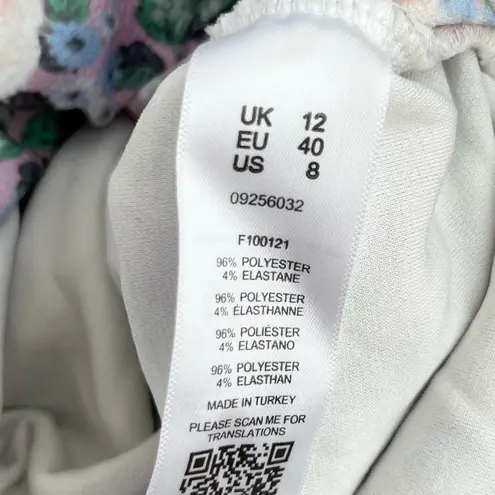 UK 12
EU 40
US 8
09256032
F100121
96% POLYESTER
4% ELASTANE
96% POLYESTER
4% ÉLASTHANNE
96% POLIÉSTER
4% ELASTANO
96% POLYESTER
4% ELASTHAN
MADE IN TURKEY
PLEASE SCAN ME FOR
TRANSLATIONS